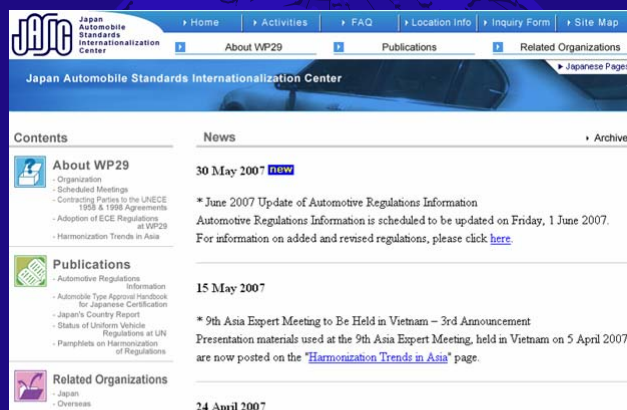 JASIC
Japan
Automobile
Standards
Internationalization
Center
Home
Activities
FAQ
Location Info
Inquiry Form
Site Map
About WP29
Publications
Related Organizations
Japanese Pages
Japan Automobile Standards Internationalization Center
Contents
About WP29
- Organization
- Scheduled Meetings
- Contracting Parties to the UNECE
1958 & 1998 Agreements
- Adoption of ECE Regulations
at WP29
- Harmonization Trends in Asia
Publications
- Automotive Regulations
Information
- Automobile Type Approval Handbook
for Japanese Certification
- Japan's Country Report
- Status of Uniform Vehicle
Regulations at UN
- Pamphlets on Harmonization
of Regulations
Related Organizations
- Japan
- Overseas
News
Archive
30 May 2007 new
* June 2007 Update of Automotive Regulations Information
Automotive Regulations Information is scheduled to be updated on Friday, 1 June 2007.
For information on added and revised regulations, please click here.
15 May 2007
* 9th Asia Expert Meeting to Be Held in Vietnam – 3rd Announcement
Presentation materials used at the 9th Asia Expert Meeting, held in Vietnam on 5 April 2007
are now posted on the "Harmonization Trends in Asia" page.
24 April 2007